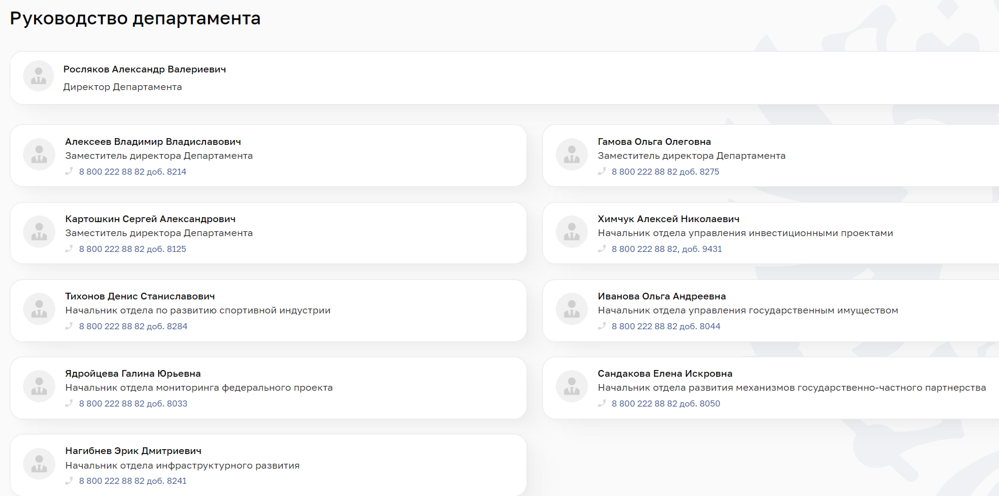 Руководство департамента
Росляков Александр Валериевич
Директор Департамента
Алексеев Владимир Владиславович
Заместитель директора Департамента
8 800 222 88 82 доб. 8214
Гамова Ольга Олеговна
Заместитель директора Департамента
8 800 222 88 82 доб. 8275
Картошкин Сергей Александрович
Заместитель директора Департамента
8 800 222 88 82 доб. 8125
Химчук Алексей Николаевич
Начальник отдела управления инвестиционными проектами
8 800 222 88 82, доб. 9431
Тихонов Денис Станиславович
Начальник отдела по развитию спортивной индустрии
8 800 222 88 82 доб. 8284
Иванова Ольга Андреевна
Начальник отдела управления государственным имуществом
8 800 222 88 82 доб. 8044
Ядройцева Галина Юрьевна
Начальник отдела мониторинга федерального проекта
8 800 222 88 82 доб. 8033
Сандакова Елена Искровна
Начальник отдела развития механизмов государственно-частного партнерства
8 800 222 88 82 доб. 8050
Нагибнев Эрик Дмитриевич
Начальник отдела инфраструктурного развития
8 800 222 88 82 доб. 8241